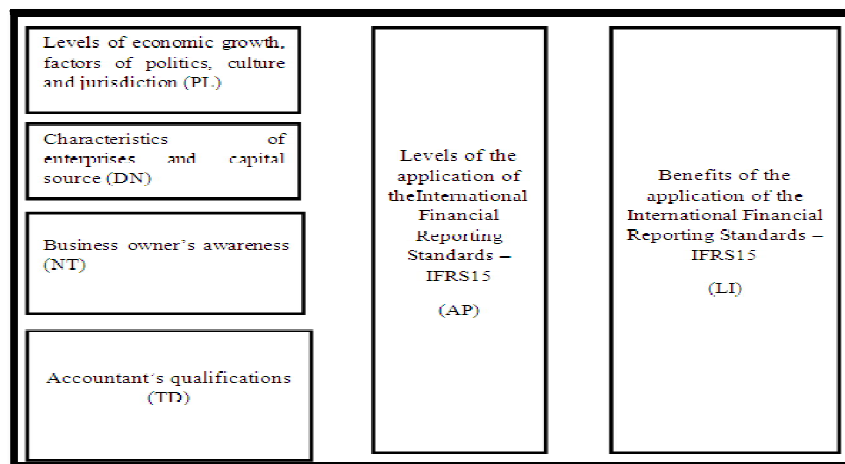 Levels of economic growth,
factors of politics, culture
and jurisdiction (PL)
Characteristics of
enterprises and capital
source (DN)
Business owner's awareness
(NT)
Accountant's qualifications
(TD)
Levels of the
application of
theInternational
Financial
Reporting
Standards –
IFRS15
(AP)
Benefits of the
application of the
International Financial
Reporting Standards –
IFRS15
(LI)